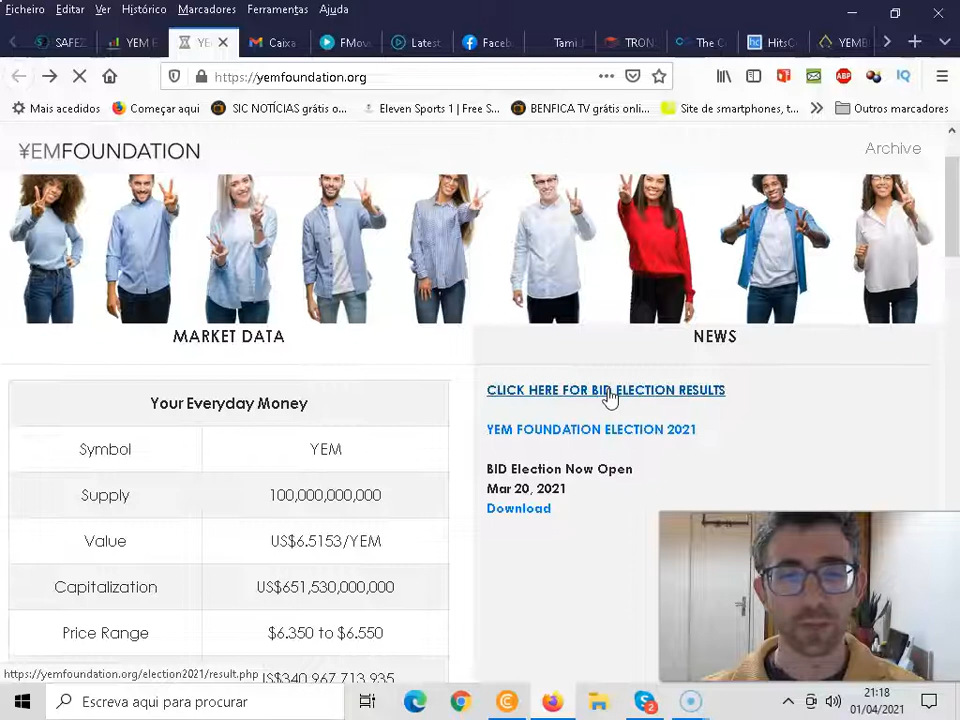 Ficheiro Editar Ver Histórico Marcadores Ferramentas Ajuda
SAFEZ YEM E YE Caixa FMov Latest Faceb Tami TRON The C HitsC YEMB
https://yemfoundation.org
Mais acedidos Começar aqui SIC NOTÍCIAS grátis o... Eleven Sports 1 | Free S... BENFICA TV grátis onli... Site de smartphones, t... Outros marcadores
¥EMFOUNDATION Archive
MARKET DATA
Your Everyday Money
Symbol YEM
Supply 100,000,000,000
Value US$6.5153/YEM
Capitalization US$651,530,000,000
Price Range $6.350 to $6.550
NEWS
CLICK HERE FOR BID ELECTION RESULTS
YEM FOUNDATION ELECTION 2021
BID Election Now Open
Mar 20, 2021
Download
https://yemfoundation.org/election2021/result.php
US$340,967,713,935
Escreva aqui para procurar
21:18
01/04/2021